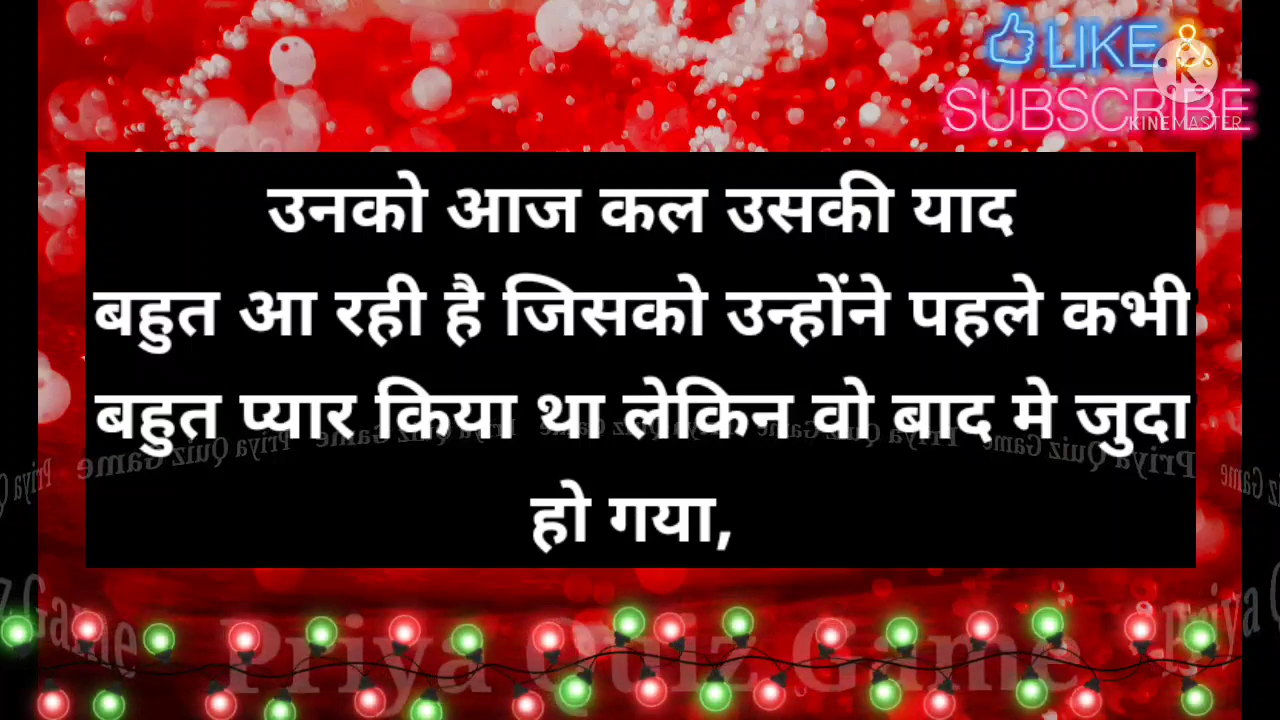 LIKE &
SUBSCRIBE
KINEMASTER
उनको आज कल उसकी याद
बहुत आ रही है जिसको उन्होंने पहले कभी
बहुत प्यार किया था लेकिन वो बाद मे जुदा
हो गया,
Priya Quiz Game